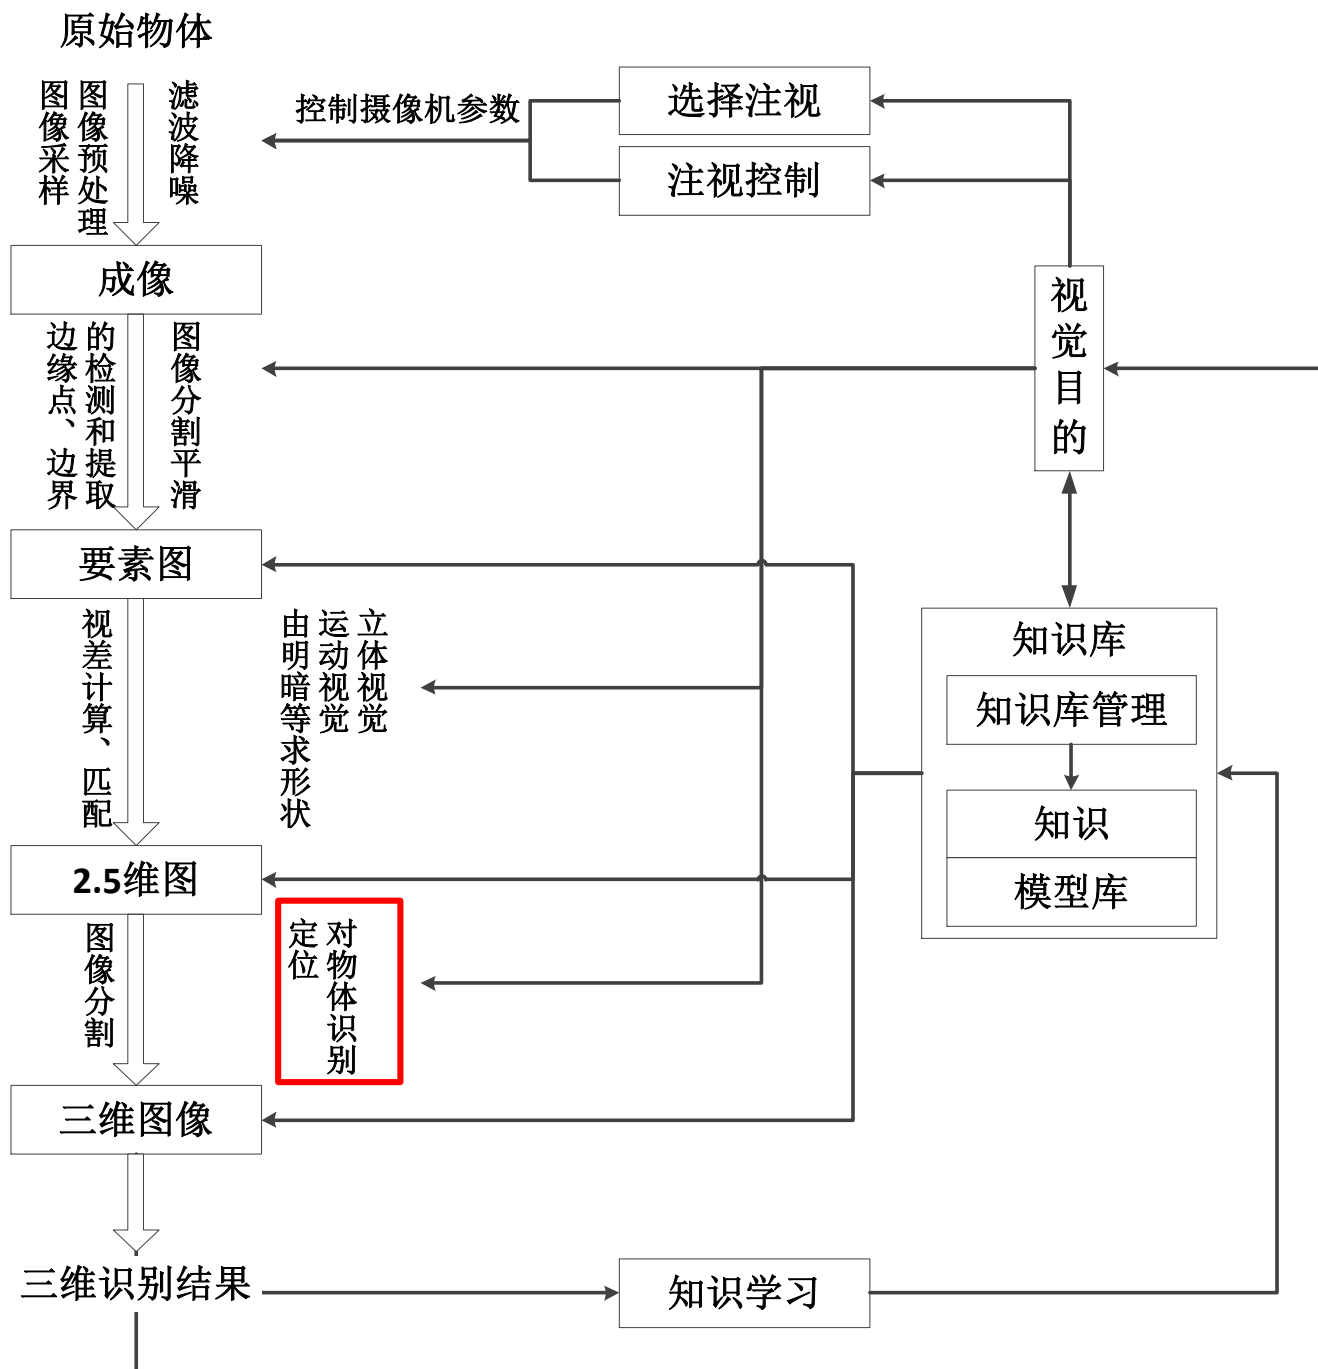 原始物体
图像采样
图像预处理
滤波降噪
控制摄像机参数
选择注视
注视控制
成像
视觉目的
边缘点、边界
的检测和提取
图像分割平滑
要素图
视差计算、匹配
由明暗等求形状
运动视觉
立体视觉
知识库
知识库管理
知识
模型库
2.5维图
图像分割
定位
对物体识别
三维图像
三维识别结果
知识学习